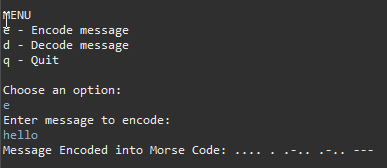 MENU
e - Encode message
d - Decode message
q - Quit
Choose an option:
e
Enter message to encode:
hello
Message Encoded into Morse Code: .... . .-.. .-.. ---